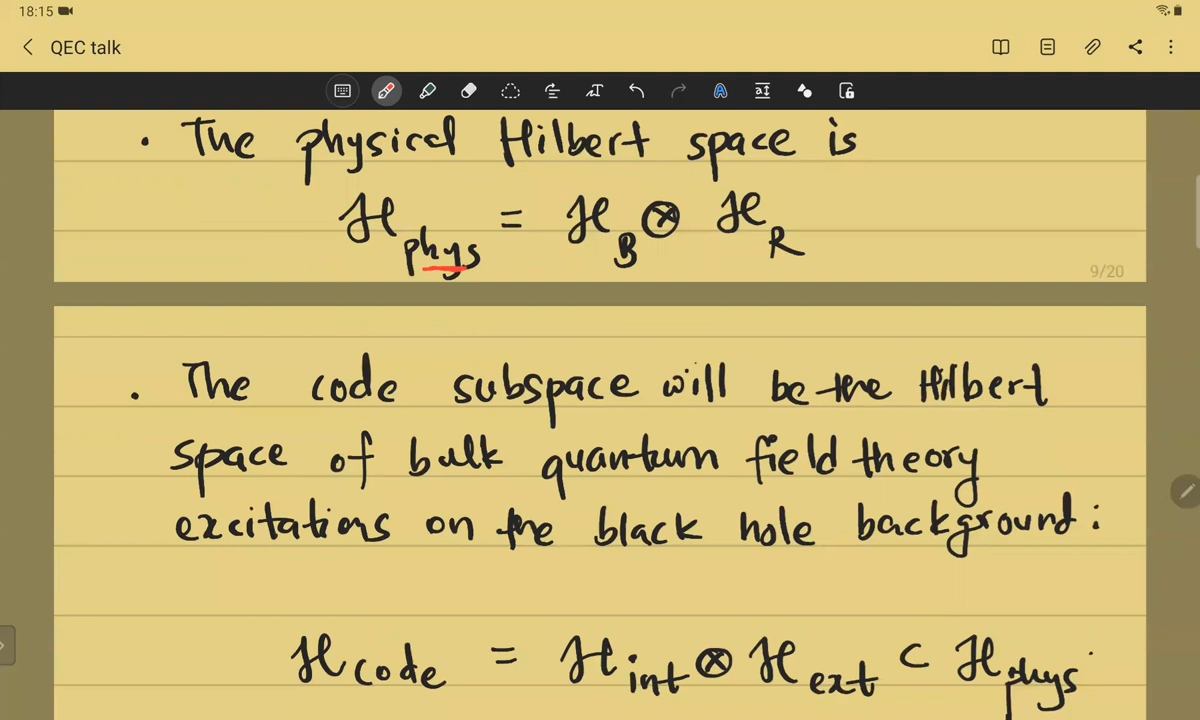 18:15
QEC talk
• The physical Hilbert space is
ℋ_phys = ℋ_B ⊗ ℋ_R
9/20
• The code subspace will be the Hilbert
space of bulk quantum field theory
excitations on the black hole background:
ℋ_code = ℋ_int ⊗ ℋ_ext ⊂ ℋ_phys.